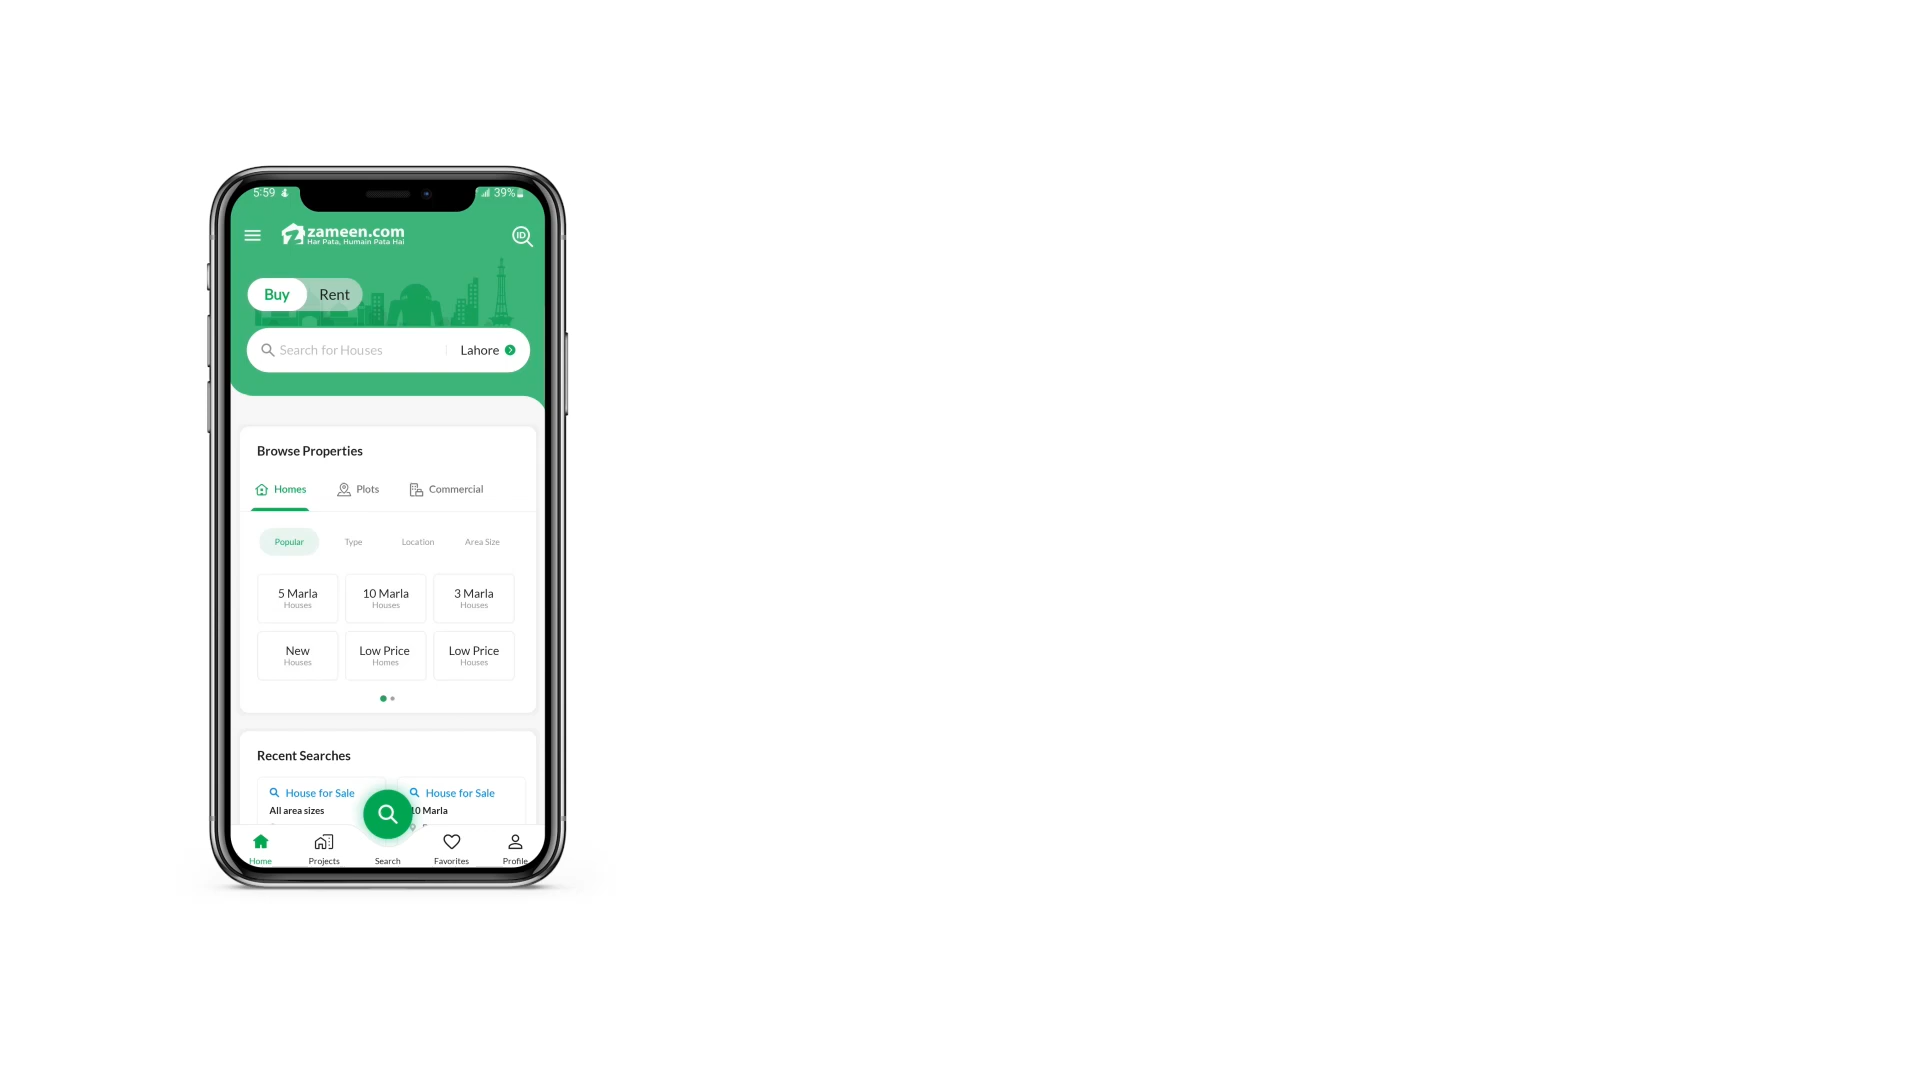 5:59 39%
zameen.com
Har Pata, Humain Pata Hai
ID
Buy Rent
Search for Houses Lahore
Browse Properties
Homes Plots Commercial
Popular Type Location Area Size
5 Marla 10 Marla 3 Marla
Houses Houses Houses
New Low Price Low Price
Houses Homes Houses
Recent Searches
House for Sale House for Sale
All area sizes 10 Marla
Home Projects Search Favorites Profile